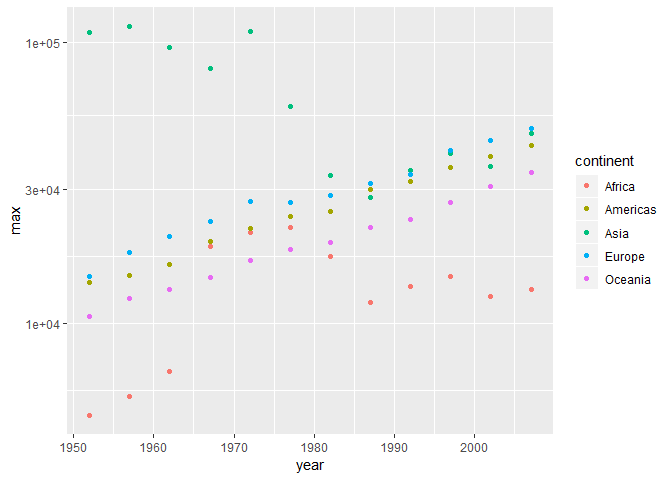 1e+05
3e+04
1e+04
max
1950 1960 1970 1980 1990 2000
year
continent
Africa
Americas
Asia
Europe
Oceania